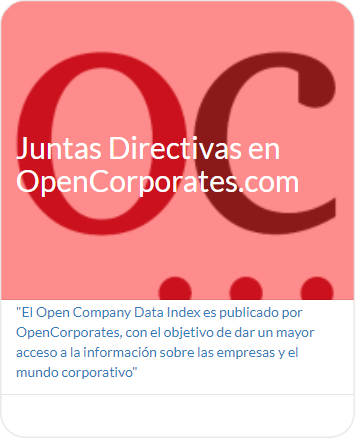 oc
Juntas Directivas en
OpenCorporates.com
"El Open Company Data Index es publicado por
OpenCorporates, con el objetivo de dar un mayor
acceso a la información sobre las empresas y el
mundo corporativo"